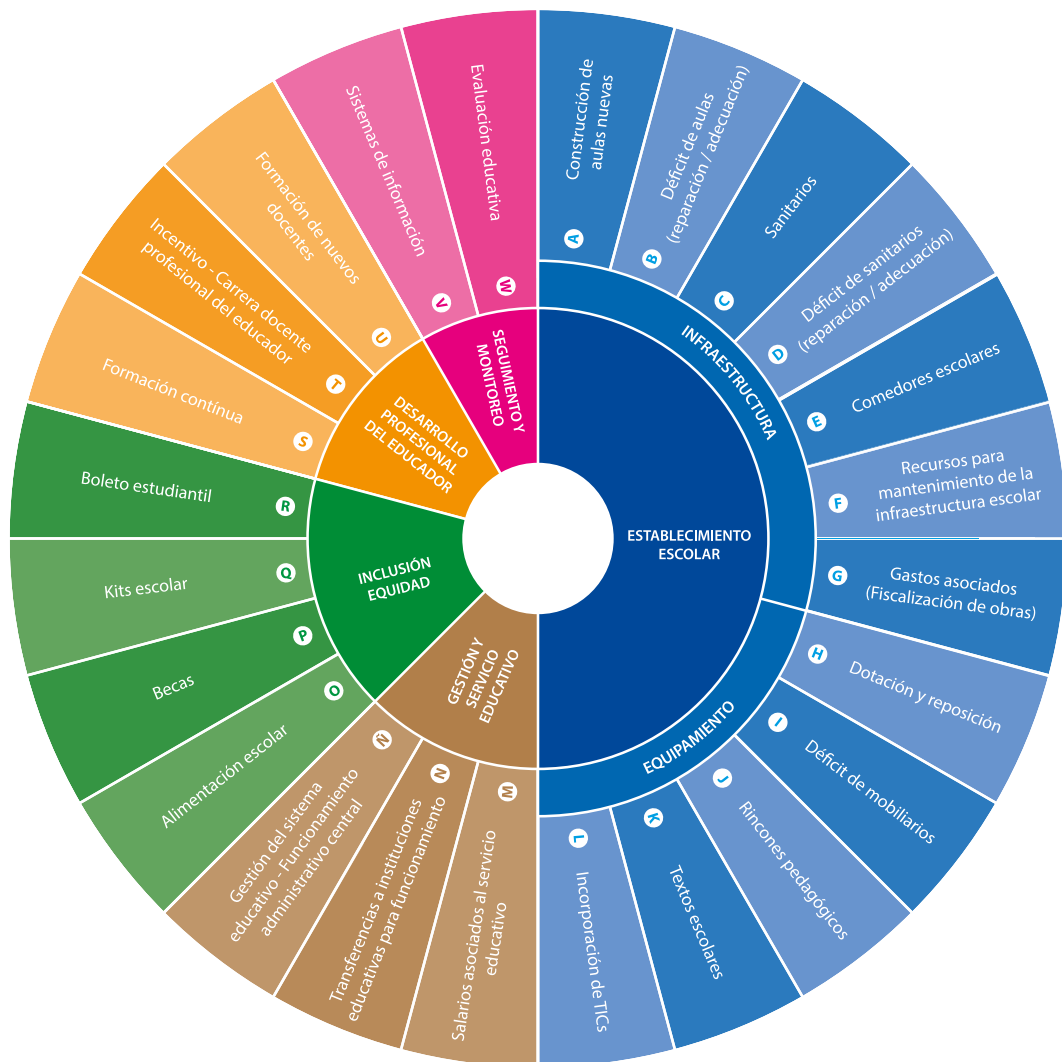 ESTABLECIMIENTO
ESCOLAR
INFRAESTRUCTURA
A
Construcción de
aulas nuevas
B
Déficit de aulas
(reparación / adecuación)
C
Sanitarios
D
Déficit de sanitarios
(reparación / adecuación)
E
Comedores escolares
F
Recursos para
mantenimiento de la
infraestructura escolar
G
Gastos asociados
(Fiscalización de obras)
EQUIPAMIENTO
H
Dotación y reposición
I
Déficit de mobiliarios
J
Rincones pedagógicos
K
Textos escolares
L
Incorporación de TICs
GESTIÓN Y
SERVICIO
EDUCATIVO
M
Salarios asociados al servicio
educativo
N
Transferencias a instituciones
educativas para funcionamiento
Ñ
Gestión del sistema
educativo - Funcionamiento
administrativo central
INCLUSIÓN
EQUIDAD
O
Alimentación escolar
P
Becas
Q
Kits escolar
R
Boleto estudiantil
DESARROLLO
PROFESIONAL
DEL EDUCADOR
S
Formación contínua
T
Incentivo - Carrera docente
profesional del educador
U
Formación de nuevos
docentes
SEGUIMIENTO Y
MONITOREO
V
Sistemas de información
W
Evaluación educativa